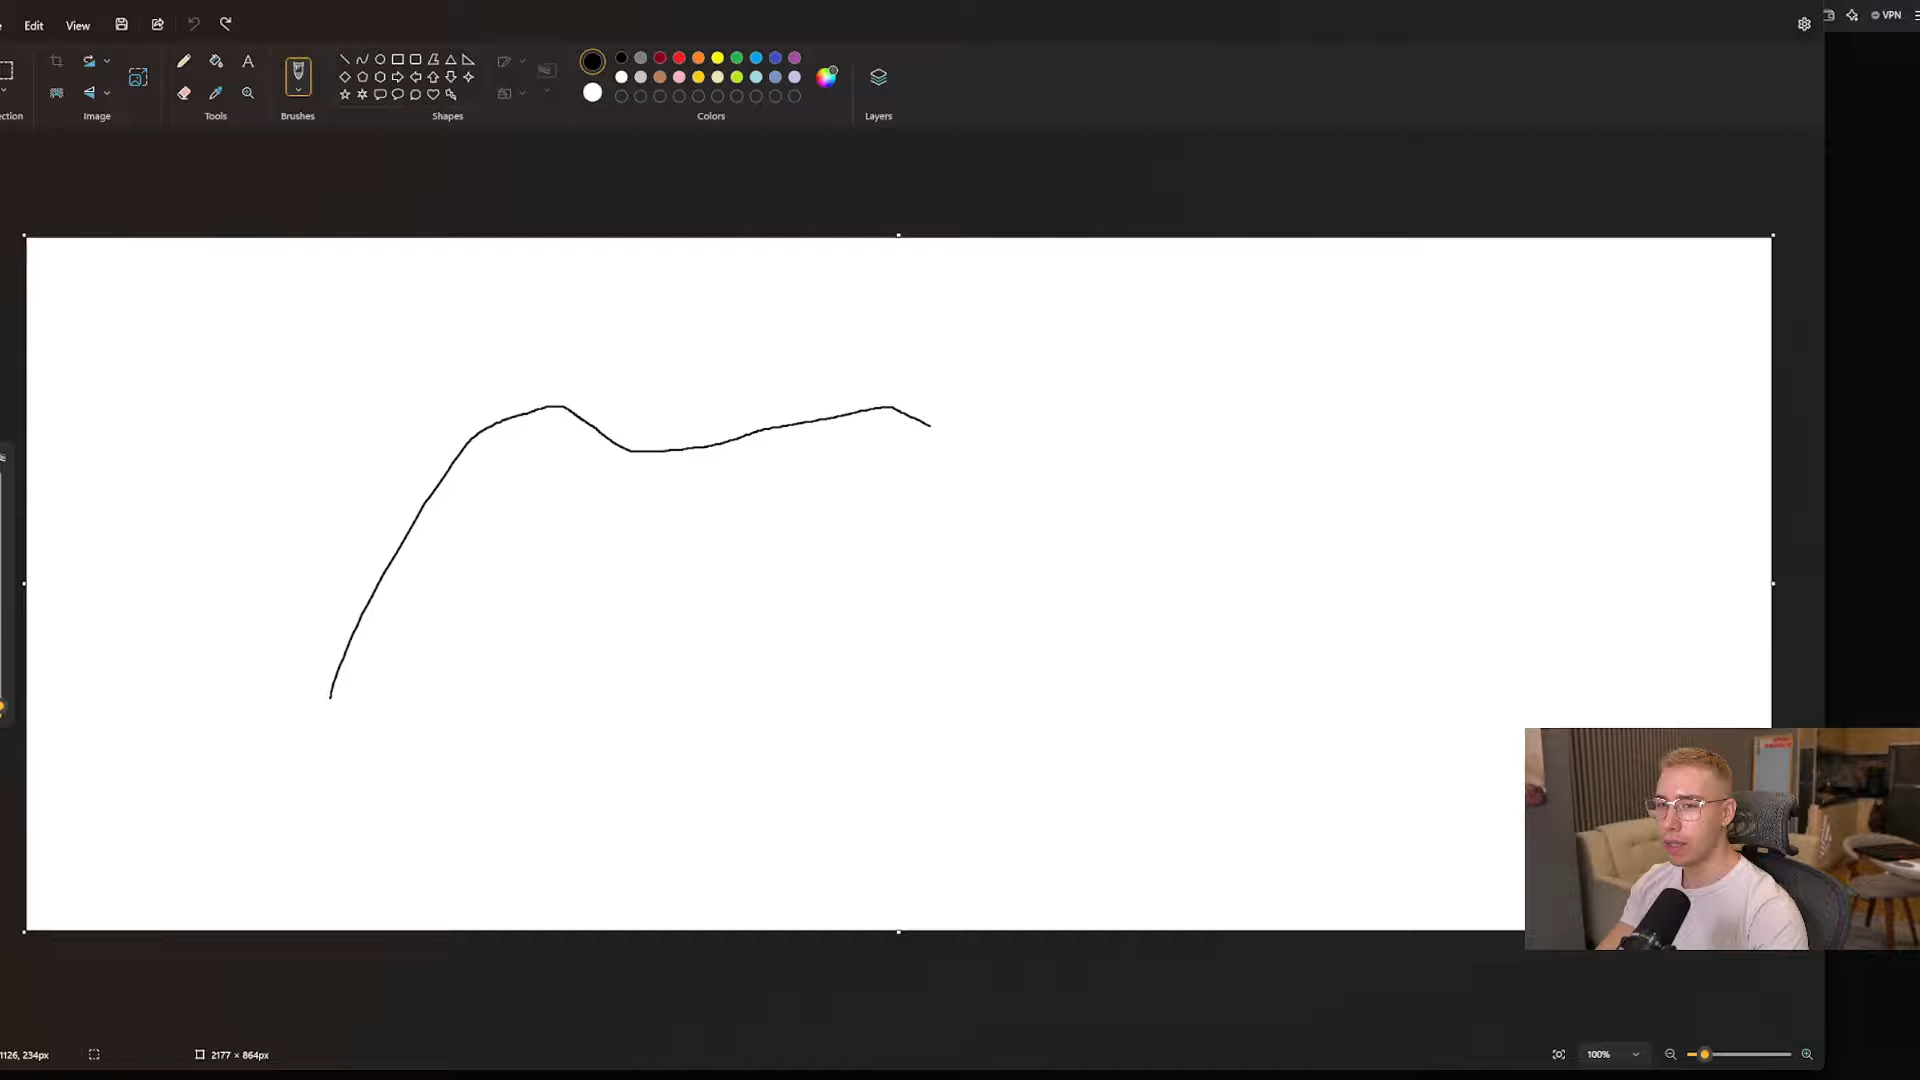 Edit View
VPN
Image
Tools
Brushes
Shapes
Colors
Layers
1126, 234px
2177 × 864px
100%